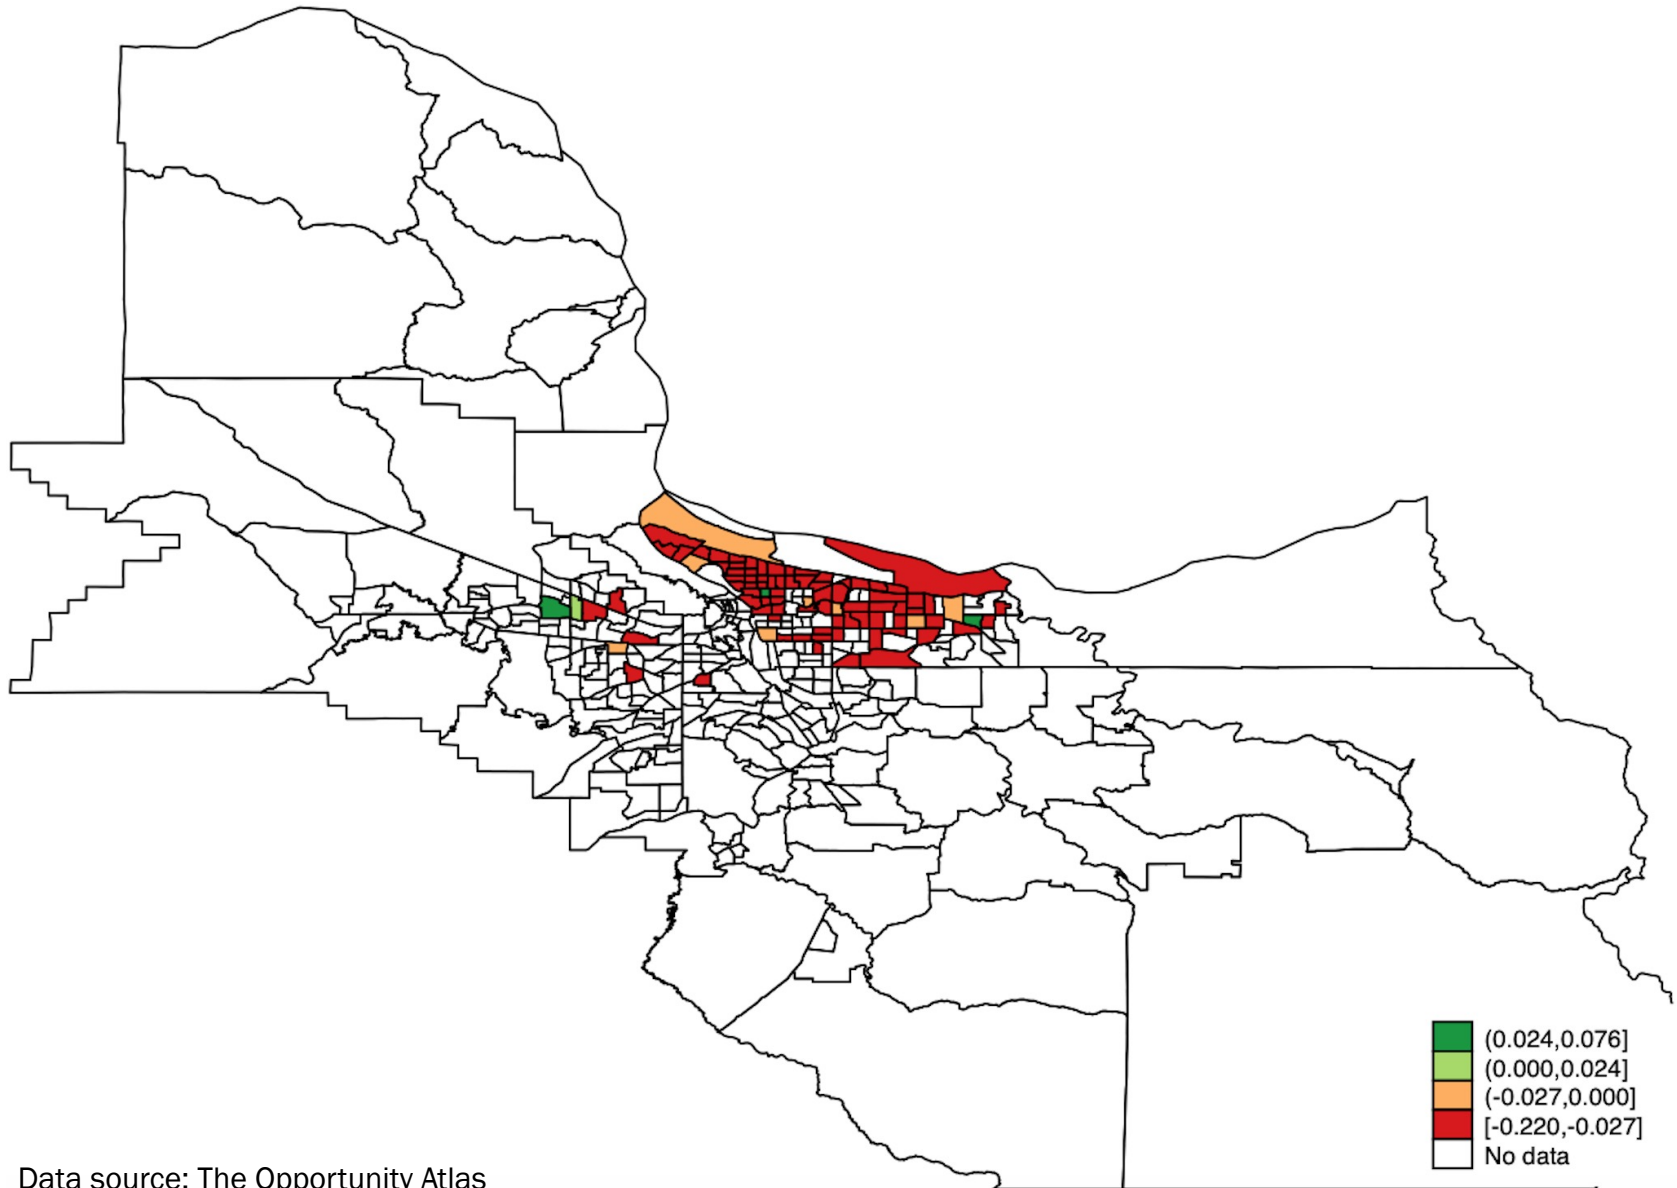 (0.024,0.076]
(0.000,0.024]
(-0.027,0.000]
[-0.220,-0.027]
No data
Data source: The Opportunity Atlas